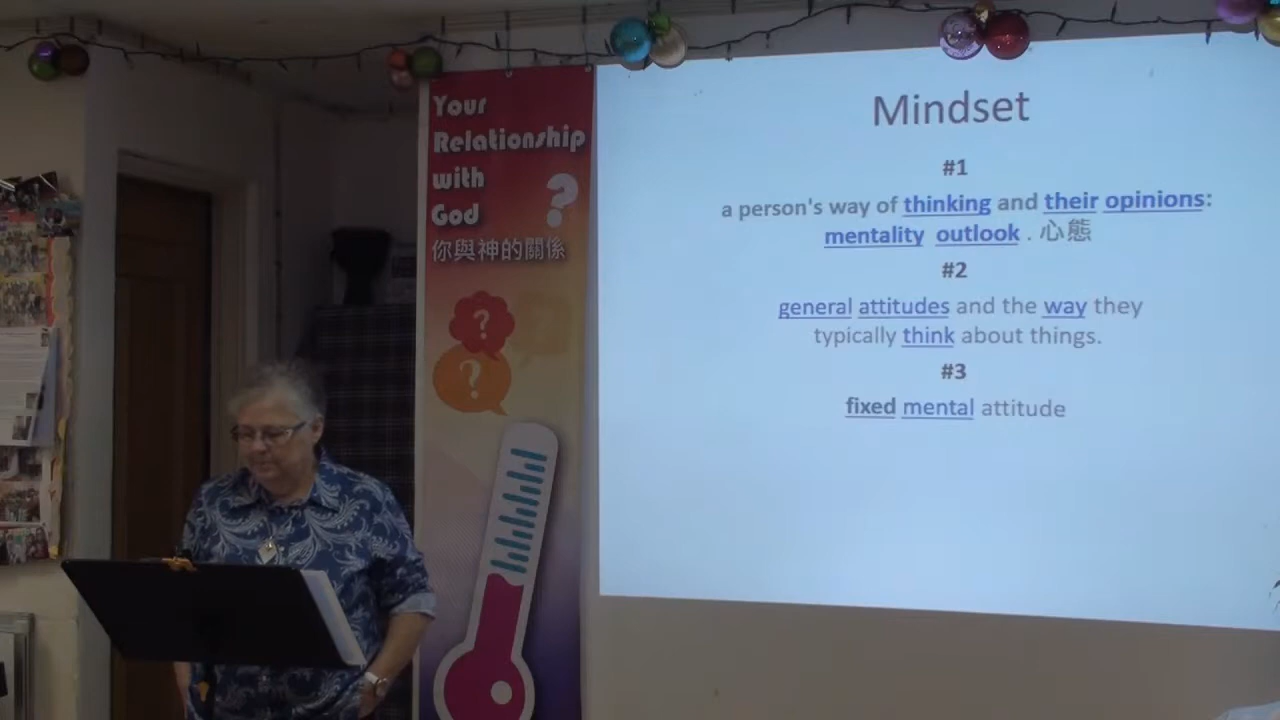 Your
Relationship
with
God
?
你與神的關係
?
?
Mindset
#1
a person's way of thinking and their opinions:
mentality outlook . 心態
#2
general attitudes and the way they
typically think about things.
#3
fixed mental attitude